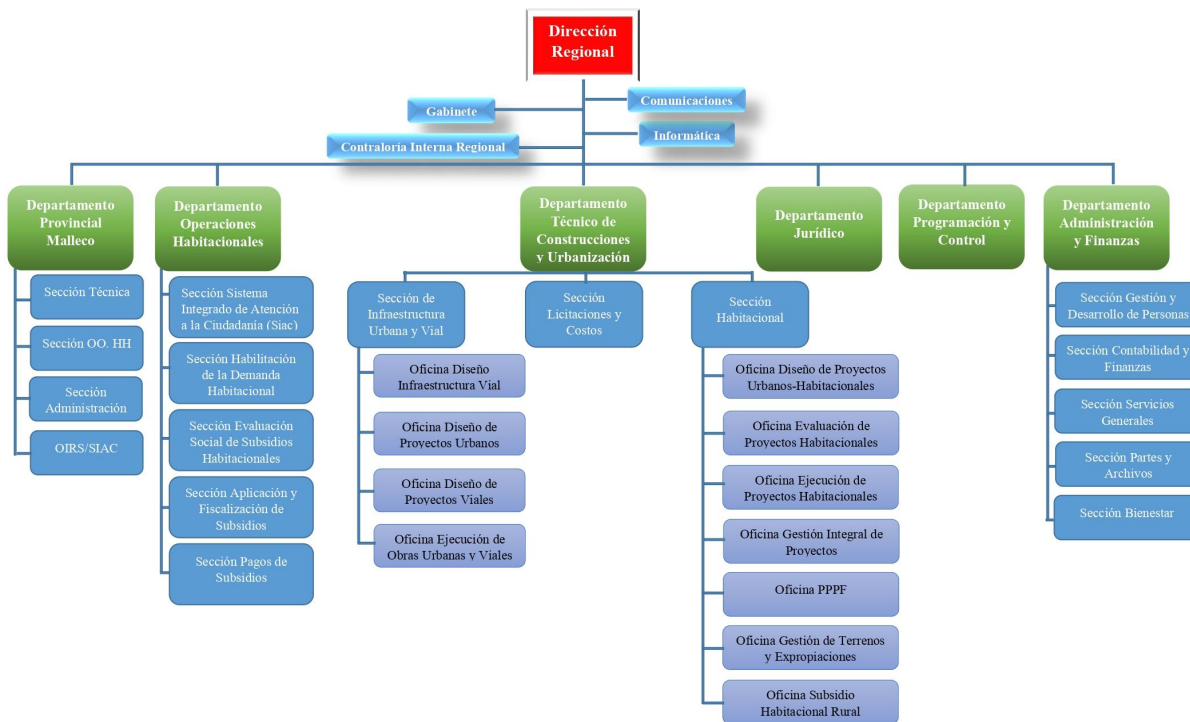 Dirección
Regional
Comunicaciones
Gabinete
Informática
Contraloría Interna Regional
Departamento
Provincial
Malleco
Departamento
Operaciones
Habitacionales
Departamento
Técnico de
Construcciones
y Urbanización
Departamento
Jurídico
Departamento
Programación y
Control
Departamento
Administración
y Finanzas
Sección Técnica
Sección OO. HH
Sección
Administración
OIRS/SIAC
Sección Sistema
Integrado de Atención
a la Ciudadanía (Siac)
Sección Habilitación
de la Demanda
Habitacional
Sección Evaluación
Social de Subsidios
Habitacionales
Sección Aplicación y
Fiscalización de
Subsidios
Sección Pagos de
Subsidios
Sección de
Infraestructura
Urbana y Vial
Oficina Diseño
Infraestructura Vial
Oficina Diseño
de Proyectos Urbanos
Oficina Diseño de
Proyectos Viales
Oficina Ejecución de
Obras Urbanas y Viales
Sección
Licitaciones y
Costos
Sección
Habitacional
Oficina Diseño de Proyectos
Urbanos-Habitacionales
Oficina Evaluación de
Proyectos Habitacionales
Oficina Ejecución de
Proyectos Habitacionales
Oficina Gestión Integral de
Proyectos
Oficina PPPF
Oficina Gestión de Terrenos
y Expropiaciones
Oficina Subsidio
Habitacional Rural
Sección Gestión y
Desarrollo de Personas
Sección Contabilidad y
Finanzas
Sección Servicios
Generales
Sección Partes y
Archivos
Sección Bienestar